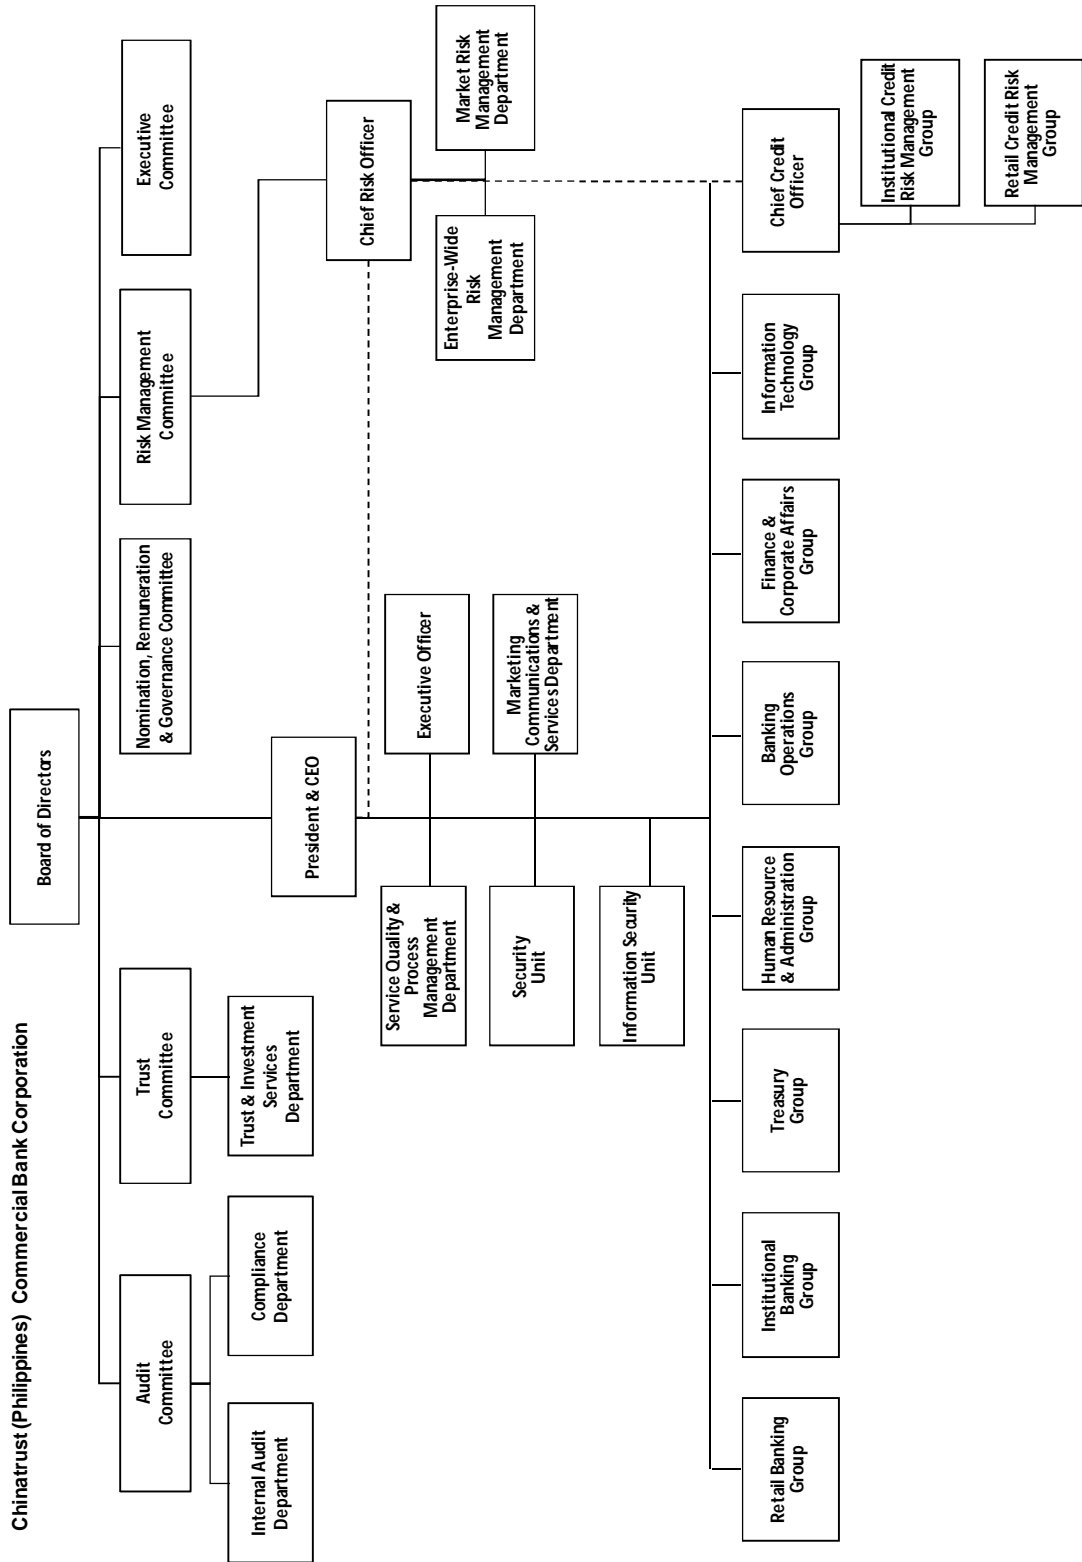 Chinatrust (Philippines) Commercial Bank Corporation
Board of Directors
Audit
Committee
Trust
Committee
Nomination, Remuneration
& Governance Committee
Risk Management
Committee
Executive
Committee
Internal Audit
Department
Compliance
Department
Trust & Investment
Services
Department
President & CEO
Chief Risk Officer
Service Quality &
Process
Management
Department
Executive Officer
Enterprise-Wide
Risk
Management
Department
Market Risk
Management
Department
Security
Unit
Marketing
Communications &
Services Department
Information Security
Unit
Retail Banking
Group
Institutional
Banking
Group
Treasury
Group
Human Resource
& Administration
Group
Banking
Operations
Group
Finance &
Corporate Affairs
Group
Information
Technology
Group
Chief Credit
Officer
Institutional Credit
Risk Management
Group
Retail Credit Risk
Management
Group